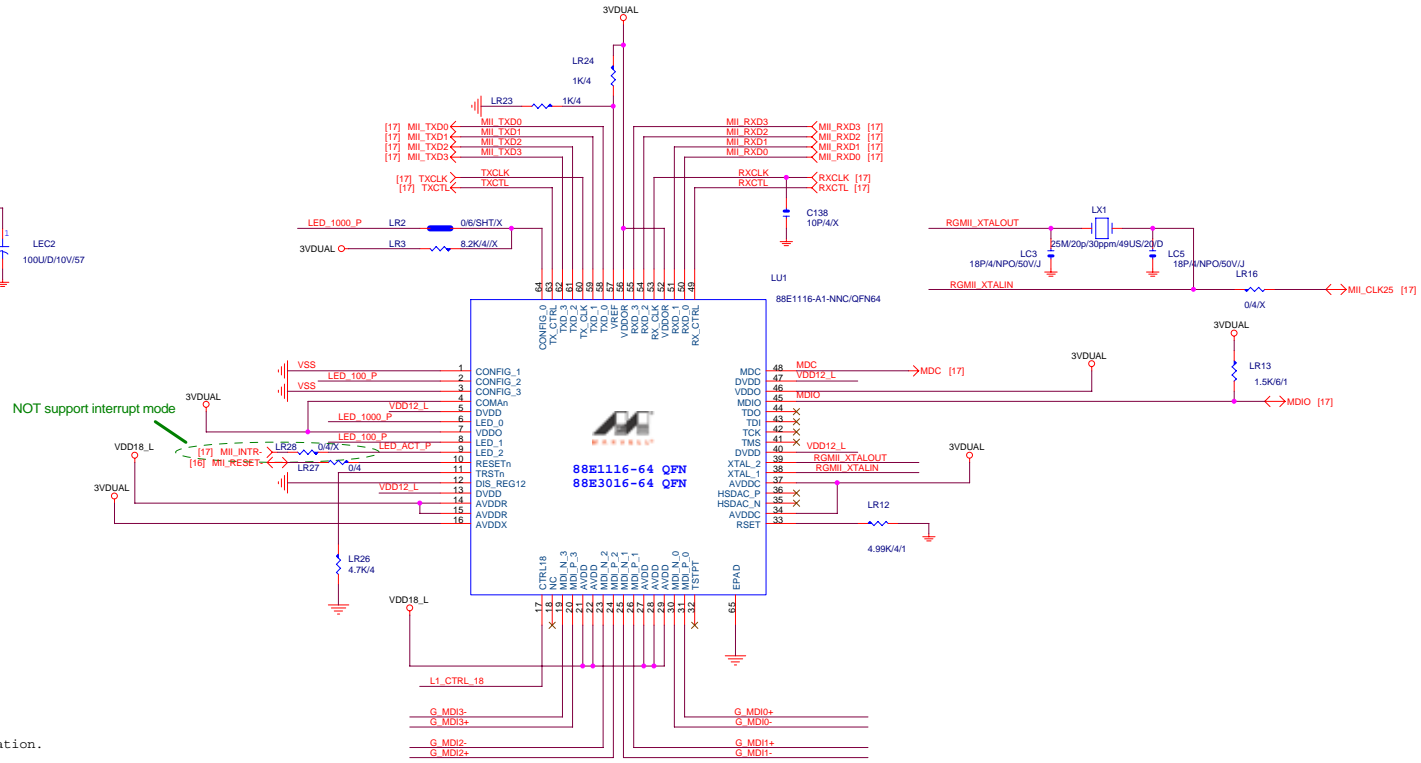 3VDUAL
LR24
1K/4
LR23
1K/4
[17] MII_TXD0
MII_TXD0
[17] MII_TXD1
MII_TXD1
[17] MII_TXD2
MII_TXD2
[17] MII_TXD3
MII_TXD3
[17] TXCLK
TXCLK
[17] TXCTL
TXCTL
MII_RXD3
MII_RXD3 [17]
MII_RXD2
MII_RXD2 [17]
MII_RXD1
MII_RXD1 [17]
MII_RXD0
MII_RXD0 [17]
RXCLK
RXCLK [17]
RXCTL
RXCTL [17]
C138
10P/4/X
LED_1000_P
LR2
0/6/SHT/X
3VDUAL
LR3
8.2K/4//X
1
LEC2
100U/D/10V/57
RGMII_XTALOUT
LX1
25M/20p/30ppm/49US/20/D
LC3
18P/4/NPO/50V/J
LC5
18P/4/NPO/50V/J
RGMII_XTALIN
LR16
0/4/X
MII_CLK25 [17]
LU1
88E1116-A1-NNC/QFN64
64
63
62
61
60
59
58
57
56
55
54
53
52
51
50
49
CONFIG_0
TX_CTRL
TXD_3
TXD_2
TX_CLK
TXD_1
TXD_0
VREF
VDDOR
RXD_3
RXD_2
RX_CLK
VDDOR
RXD_1
RXD_0
RX_CTRL
VSS
1
CONFIG_1
LED_100_P
2
CONFIG_2
VSS
3
CONFIG_3
3VDUAL
4
COMAn
VDD12_L
5
DVDD
LED_1000_P
6
LED_0
7
VDDO
LED_100_P
8
LED_1
LED_ACT_P
9
LED_2
10
RESETn
11
TRSTn
12
DIS_REG12
VDD12_L
13
DVDD
14
AVDDR
15
AVDDR
16
AVDDX
NOT support interrupt mode
[17] MII_INTR-
LR28
0/4/X
[16] MII_RESET-
LR27
0/4
VDD18_L
3VDUAL
LR26
4.7K/4
MARVELL
88E1116-64 QFN
88E3016-64 QFN
MDC
48
MDC
MDC [17]
DVDD
47
VDD12_L
VDDO
46
3VDUAL
MDIO
45
MDIO
MDIO [17]
TDO
44
TDI
43
TCK
42
TMS
41
DVDD
40
VDD12_L
XTAL_2
39
RGMII_XTALOUT
XTAL_1
38
RGMII_XTALIN
AVDDC
37
HSDAC_P
36
HSDAC_N
35
AVDDC
34
RSET
33
3VDUAL
LR13
1.5K/6/1
3VDUAL
LR12
4.99K/4/1
CTRL18
NC
MDI_N_3
MDI_P_3
AVDD
AVDD
MDI_N_2
MDI_P_2
MDI_N_1
MDI_P_1
AVDD
AVDD
AVDD
MDI_N_0
MDI_P_0
TSTPT
EPAD
17
18
19
20
21
22
23
24
25
26
27
28
29
30
31
32
65
VDD18_L
L1_CTRL_18
G_MDI3-
G_MDI3+
G_MDI2-
G_MDI2+
G_MDI0+
G_MDI0-
G_MDI1+
G_MDI1-
ation.